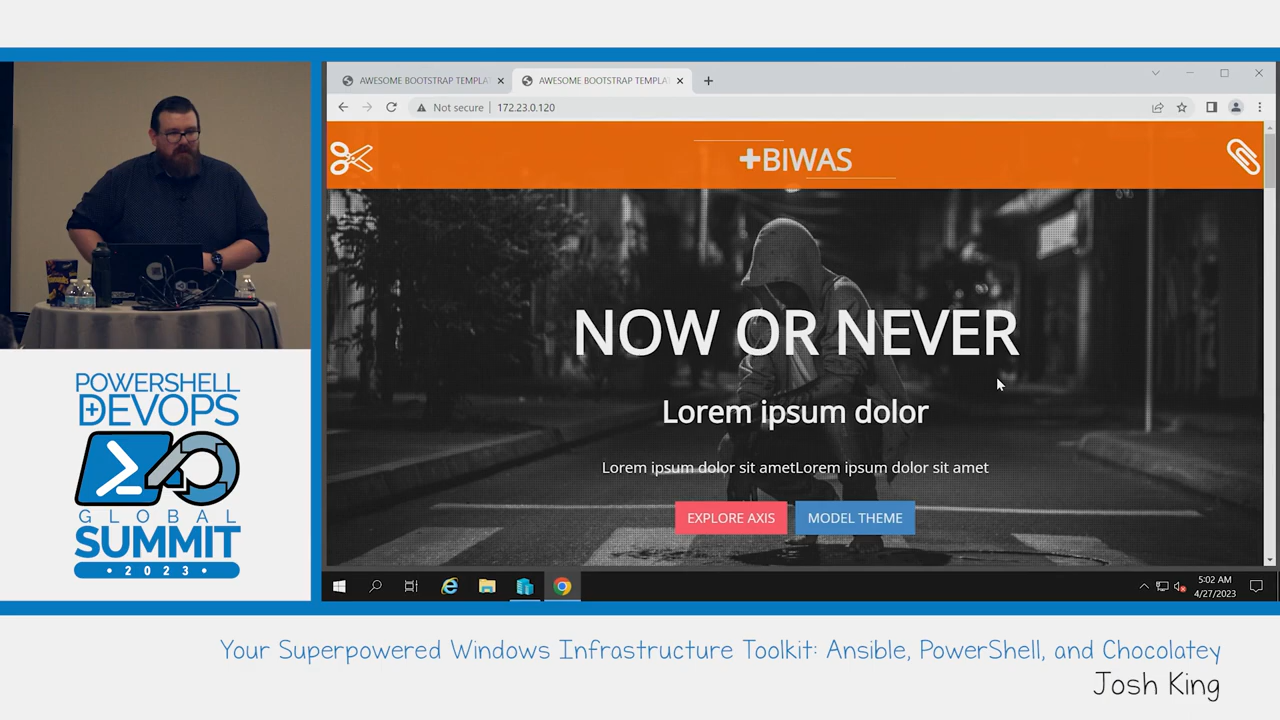 AWESOME BOOTSTRAP TEMPLA
AWESOME BOOTSTRAP TEMPLA
Not secure
172.23.0.120
+BIWAS
NOW OR NEVER
Lorem ipsum dolor
Lorem ipsum dolor sit ametLorem ipsum dolor sit amet
EXPLORE AXIS
MODEL THEME
5:02 AM
4/27/2023
POWERSHELL
+DEVOPS
GLOBAL
SUMMIT
• 2023 •
Your Superpowered Windows Infrastructure Toolkit: Ansible, PowerShell, and Chocolatey
Josh King